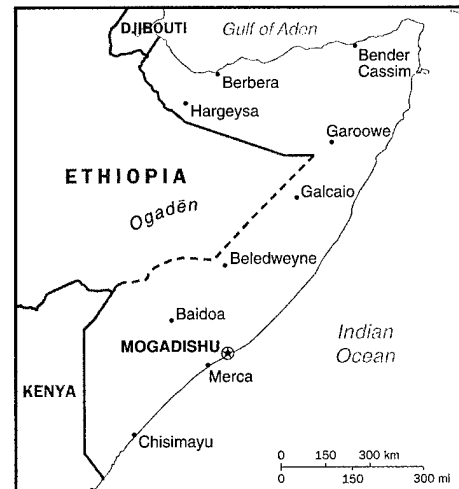 DJIBOUTI
Gulf of Aden
Bender
Cassim
Berbera
Hargeysa
Garoowe
ETHIOPIA
Galcaio
Ogadēn
Beledweyne
Baidoa
Indian
Ocean
MOGADISHU
Merca
KENYA
Chisimayu
0 150 300 km
0 150 300 mi